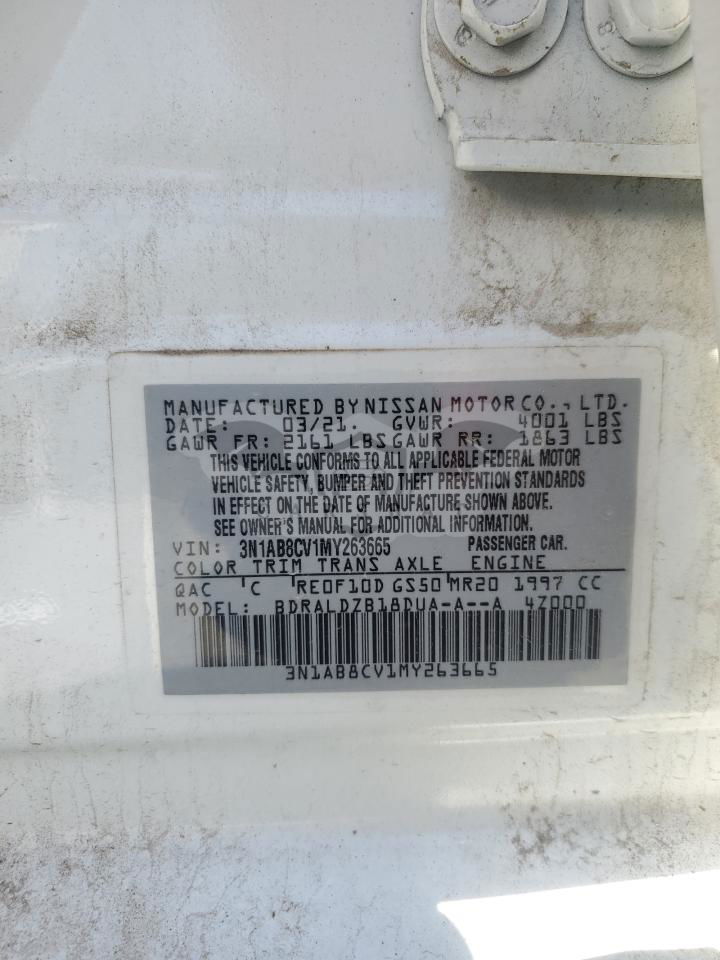 8
8
MANUFACTURED BY NISSAN MOTOR CO., LTD.
DATE: 03/21. GVWR: 4001 LBS
GAWR FR: 2161 LBS GAWR RR: 1863 LBS
THIS VEHICLE CONFORMS TO ALL APPLICABLE FEDERAL MOTOR
VEHICLE SAFETY, BUMPER AND THEFT PREVENTION STANDARDS
IN EFFECT ON THE DATE OF MANUFACTURE SHOWN ABOVE.
SEE OWNER'S MANUAL FOR ADDITIONAL INFORMATION.
VIN: 3N1AB8CV1MY263665 PASSENGER CAR.
COLOR TRIM TRANS AXLE ENGINE
QAC C RE0F10D GS50 MR20 1997 CC
MODEL: BDRALDZB18DUA-A--A 4Z000
3N1AB8CV1MY263665